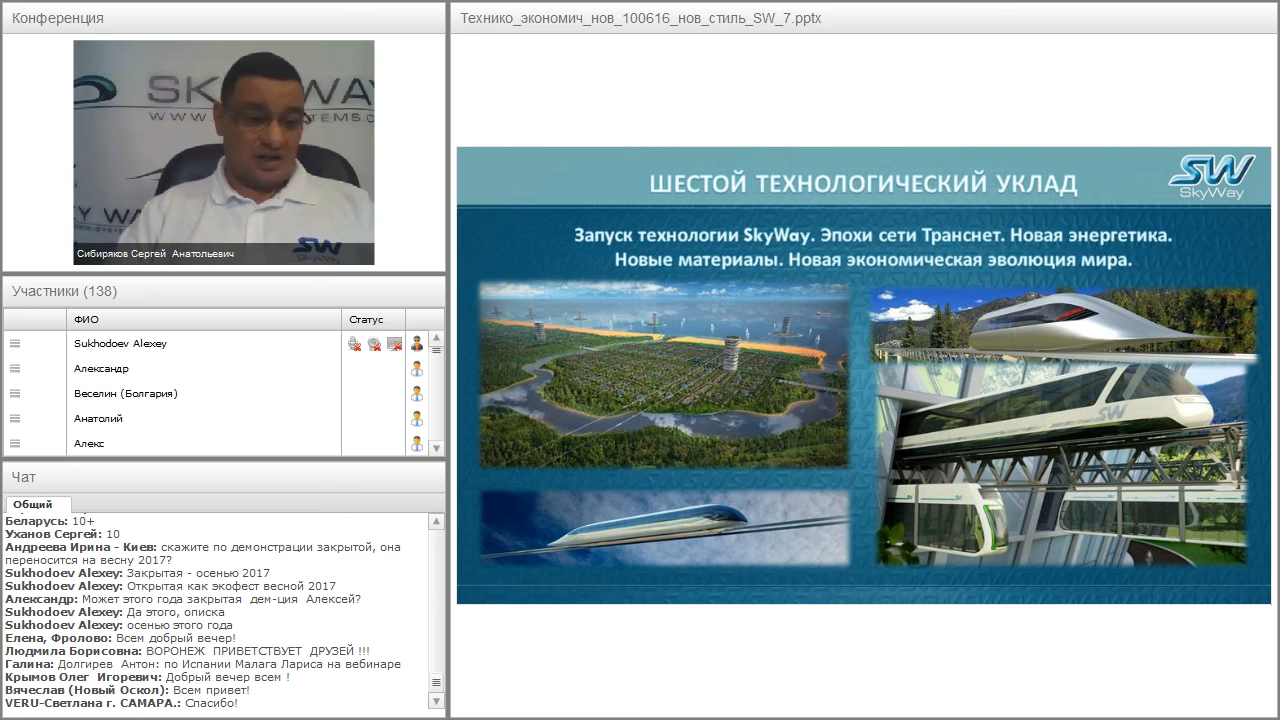 Конференция
SKYWAY
Сибиряков Сергей Анатольевич
Участники (138)
ФИО
Статус
Sukhodoev Alexey
Александр
Веселин (Болгария)
Анатолий
Алекс
Чат
Общий
Беларусь: 10+
Уханов Сергей: 10
Андреева Ирина - Киев: скажите по демонстрации закрытой, она
переносится на весну 2017?
Sukhodoev Alexey: Закрытая - осенью 2017
Sukhodoev Alexey: Открытая как экофест весной 2017
Александр: Может этого года закрытая дем-ция Алексей?
Sukhodoev Alexey: Да этого, описка
Sukhodoev Alexey: осенью этого года
Елена, Фролово: Всем добрый вечер!
Людмила Борисовна: ВОРОНЕЖ ПРИВЕТСТВУЕТ ДРУЗЕЙ !!!
Галина: Долгирев Антон: по Испании Малага Лариса на вебинаре
Крымов Олег Игоревич: Добрый вечер всем !
Вячеслав (Новый Оскол): Всем привет!
VERU-Светлана г. САМАРА.: Спасибо!
Технико_экономич_нов_100616_нов_стиль_SW_7.pptx
ШЕСТОЙ ТЕХНОЛОГИЧЕСКИЙ УКЛАД
SW
SkyWay
Запуск технологии SkyWay. Эпохи сети Транснет. Новая энергетика.
Новые материалы. Новая экономическая эволюция мира.
SW